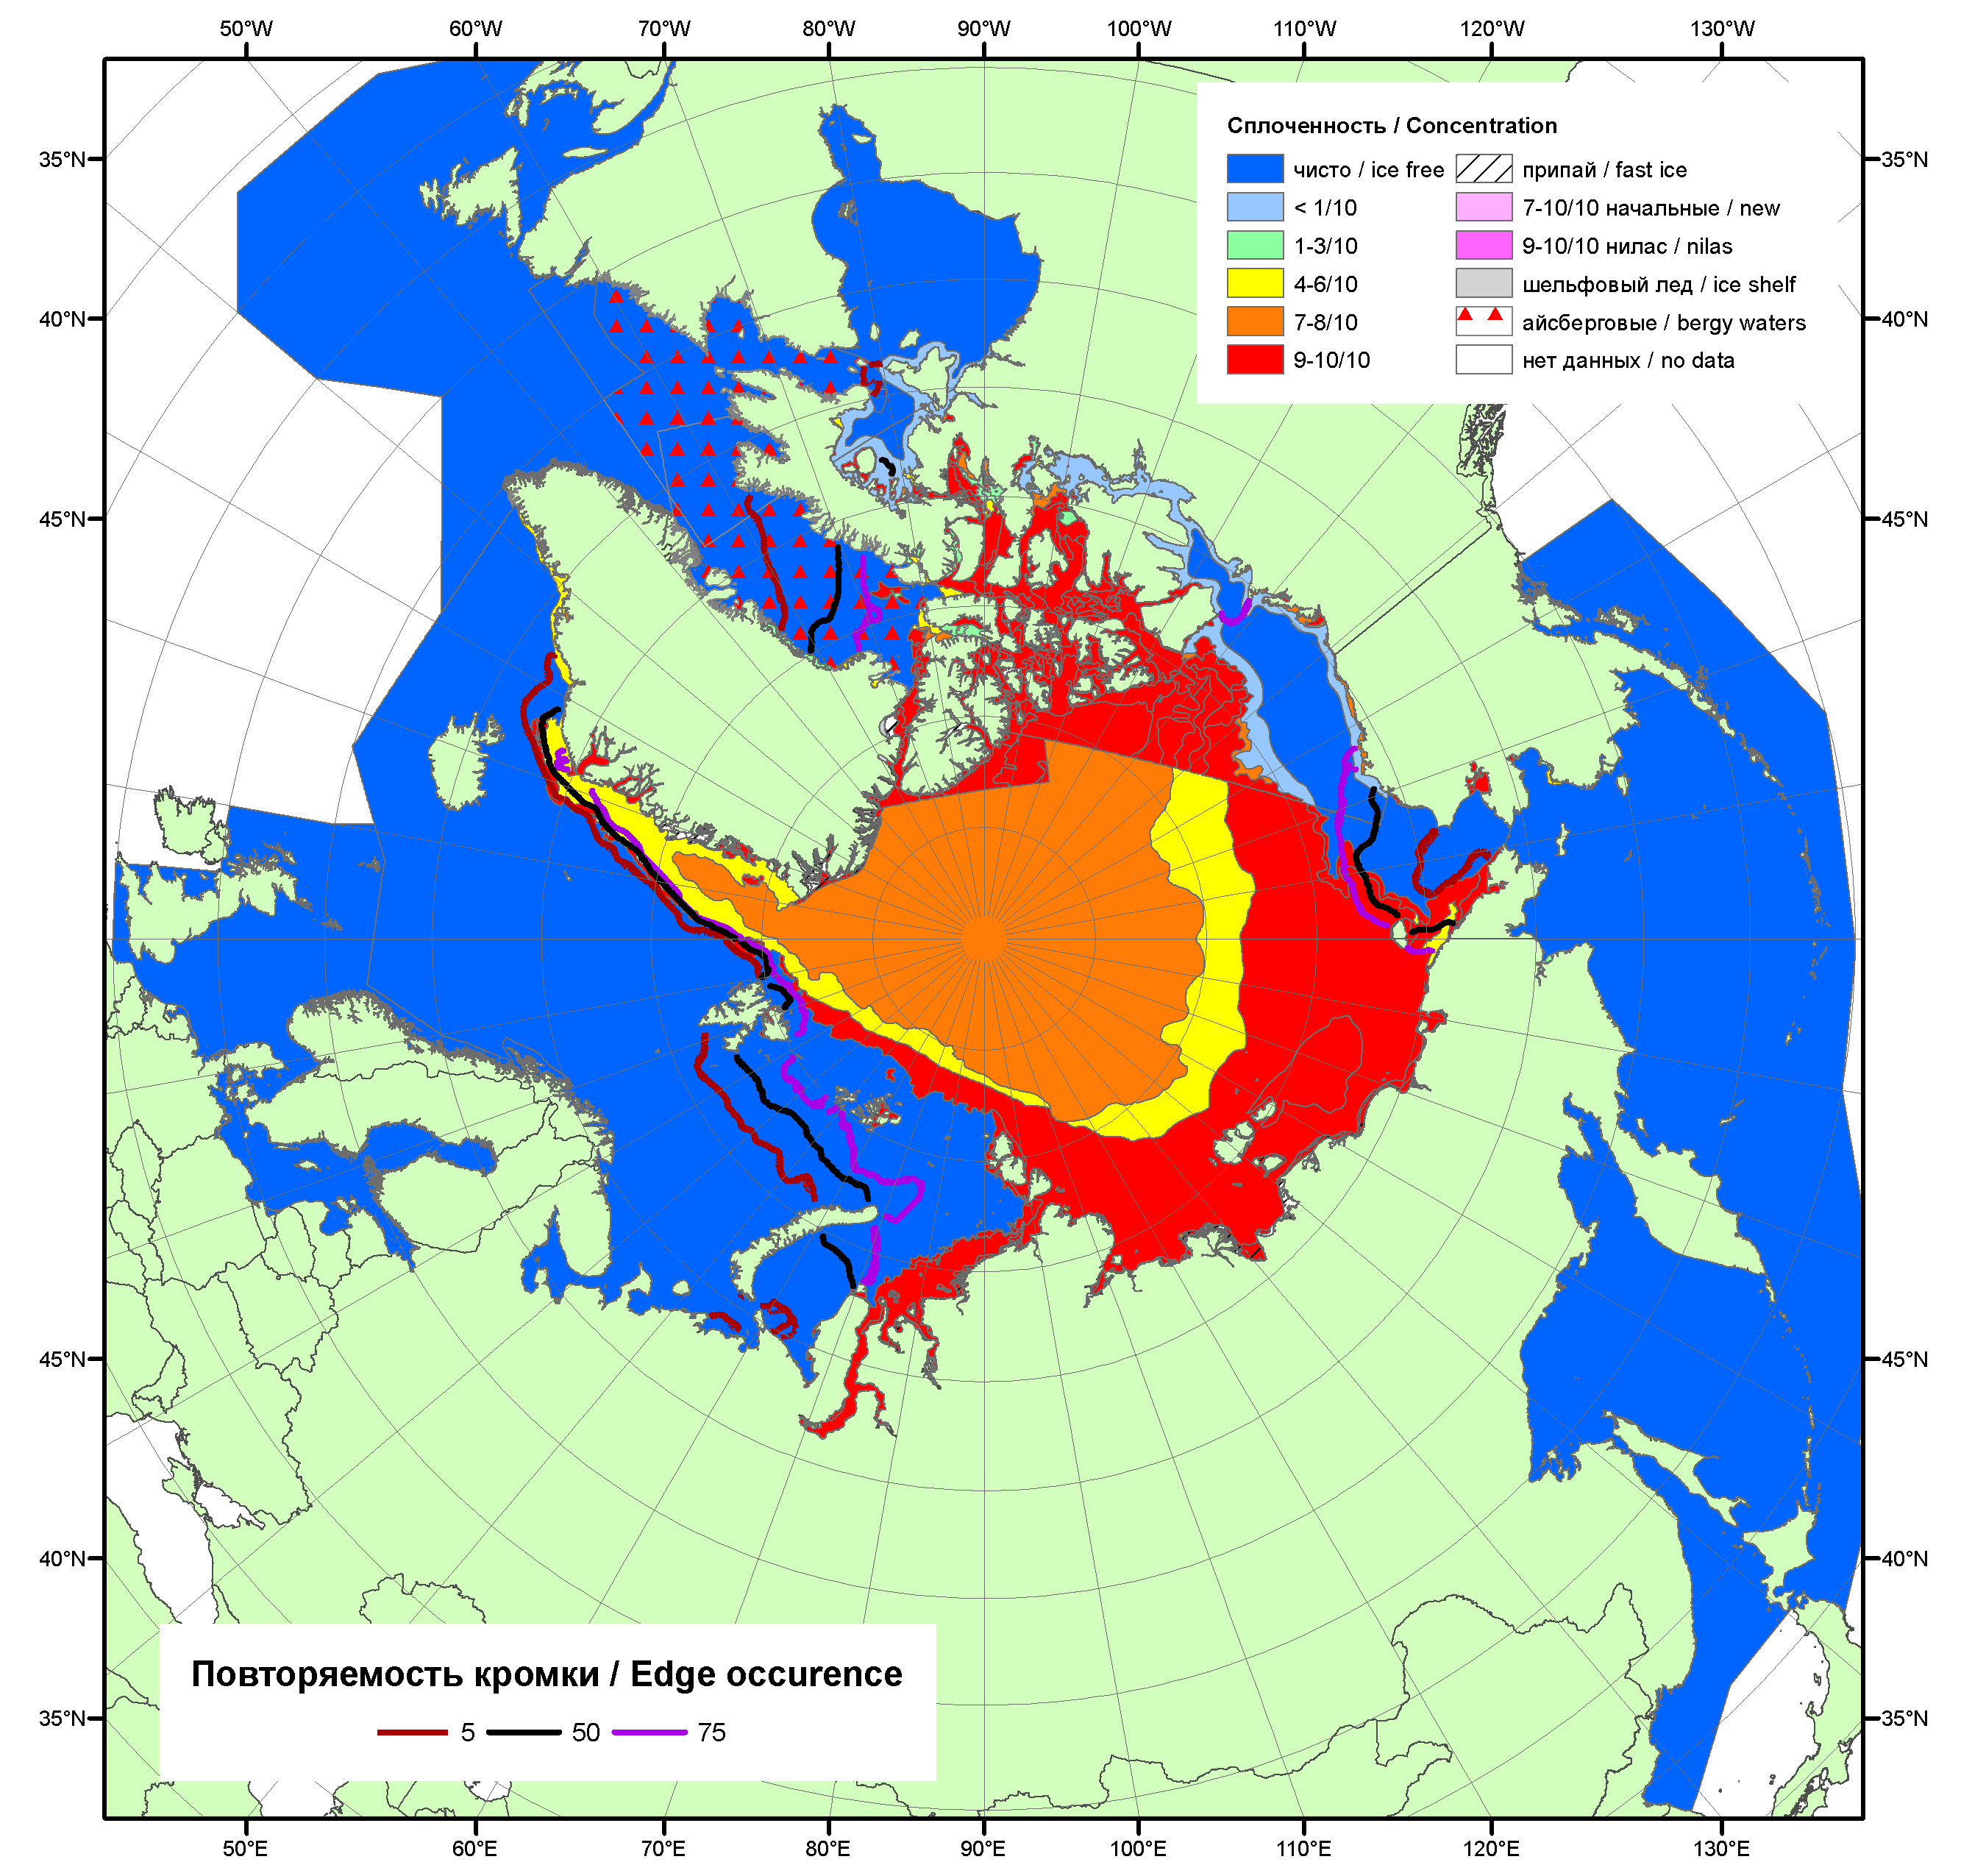 50°W 60°W 70°W 80°W 90°W 100°W 110°W 120°W 130°W
35°N 35°N
Сплоченность / Concentration
чисто / ice free припай / fast ice
< 1/10 7-10/10 начальные / new
1-3/10 9-10/10 нилас / nilas
4-6/10 шельфовый лед / ice shelf
7-8/10 айсберговые / bergy waters
9-10/10 нет данных / no data
40°N 40°N
45°N 45°N
45°N 45°N
40°N 40°N
Повторяемость кромки / Edge occurence
5 50 75
35°N 35°N
50°E 60°E 70°E 80°E 90°E 100°E 110°E 120°E 130°E